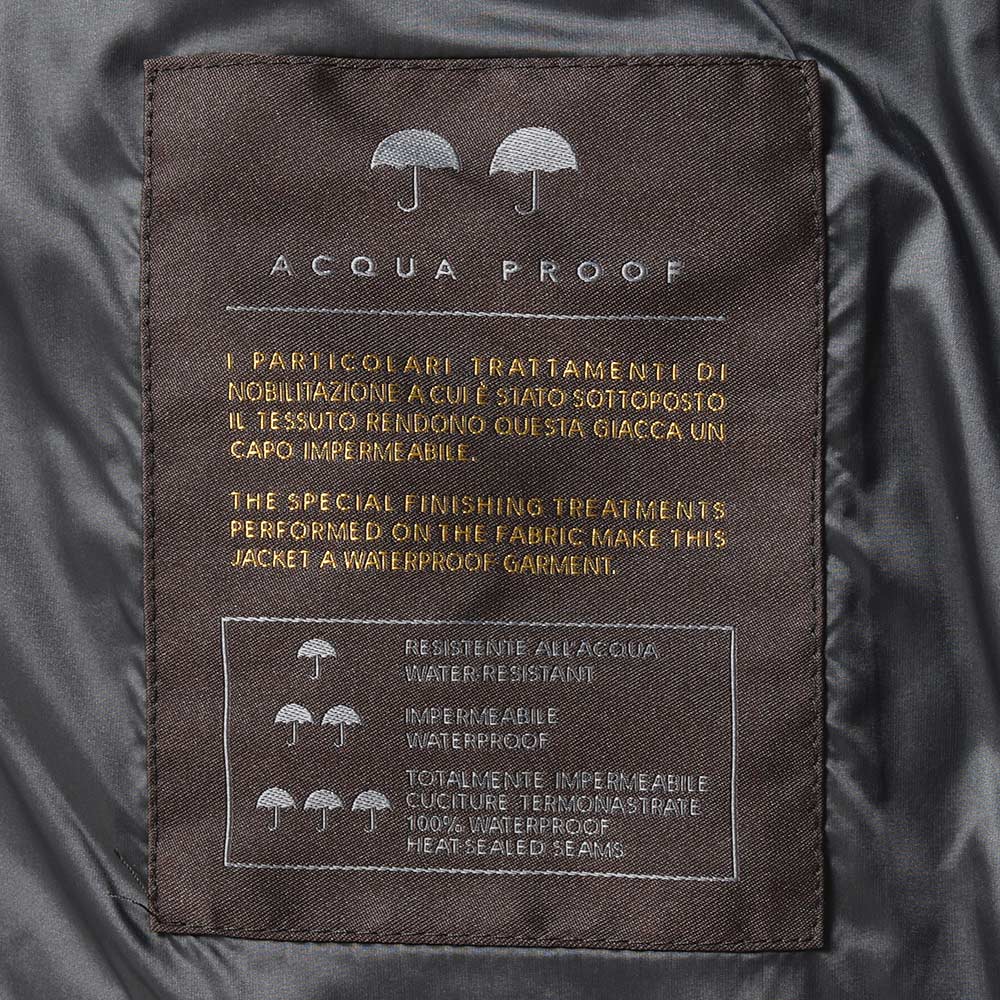 ACQUA PROOF
I PARTICOLARI TRATTAMENTI DI
NOBILITAZIONE A CUI È STATO SOTTOPOSTO
IL TESSUTO RENDONO QUESTA GIACCA UN
CAPO IMPERMEABILE.
THE SPECIAL FINISHING TREATMENTS
PERFORMED ON THE FABRIC MAKE THIS
JACKET A WATERPROOF GARMENT.
RESISTENTE ALL'ACQUA
WATER-RESISTANT
IMPERMEABILE
WATERPROOF
TOTALMENTE IMPERMEABILE
CUCITURE TERMONASTRATE
100% WATERPROOF
HEAT-SEALED SEAMS